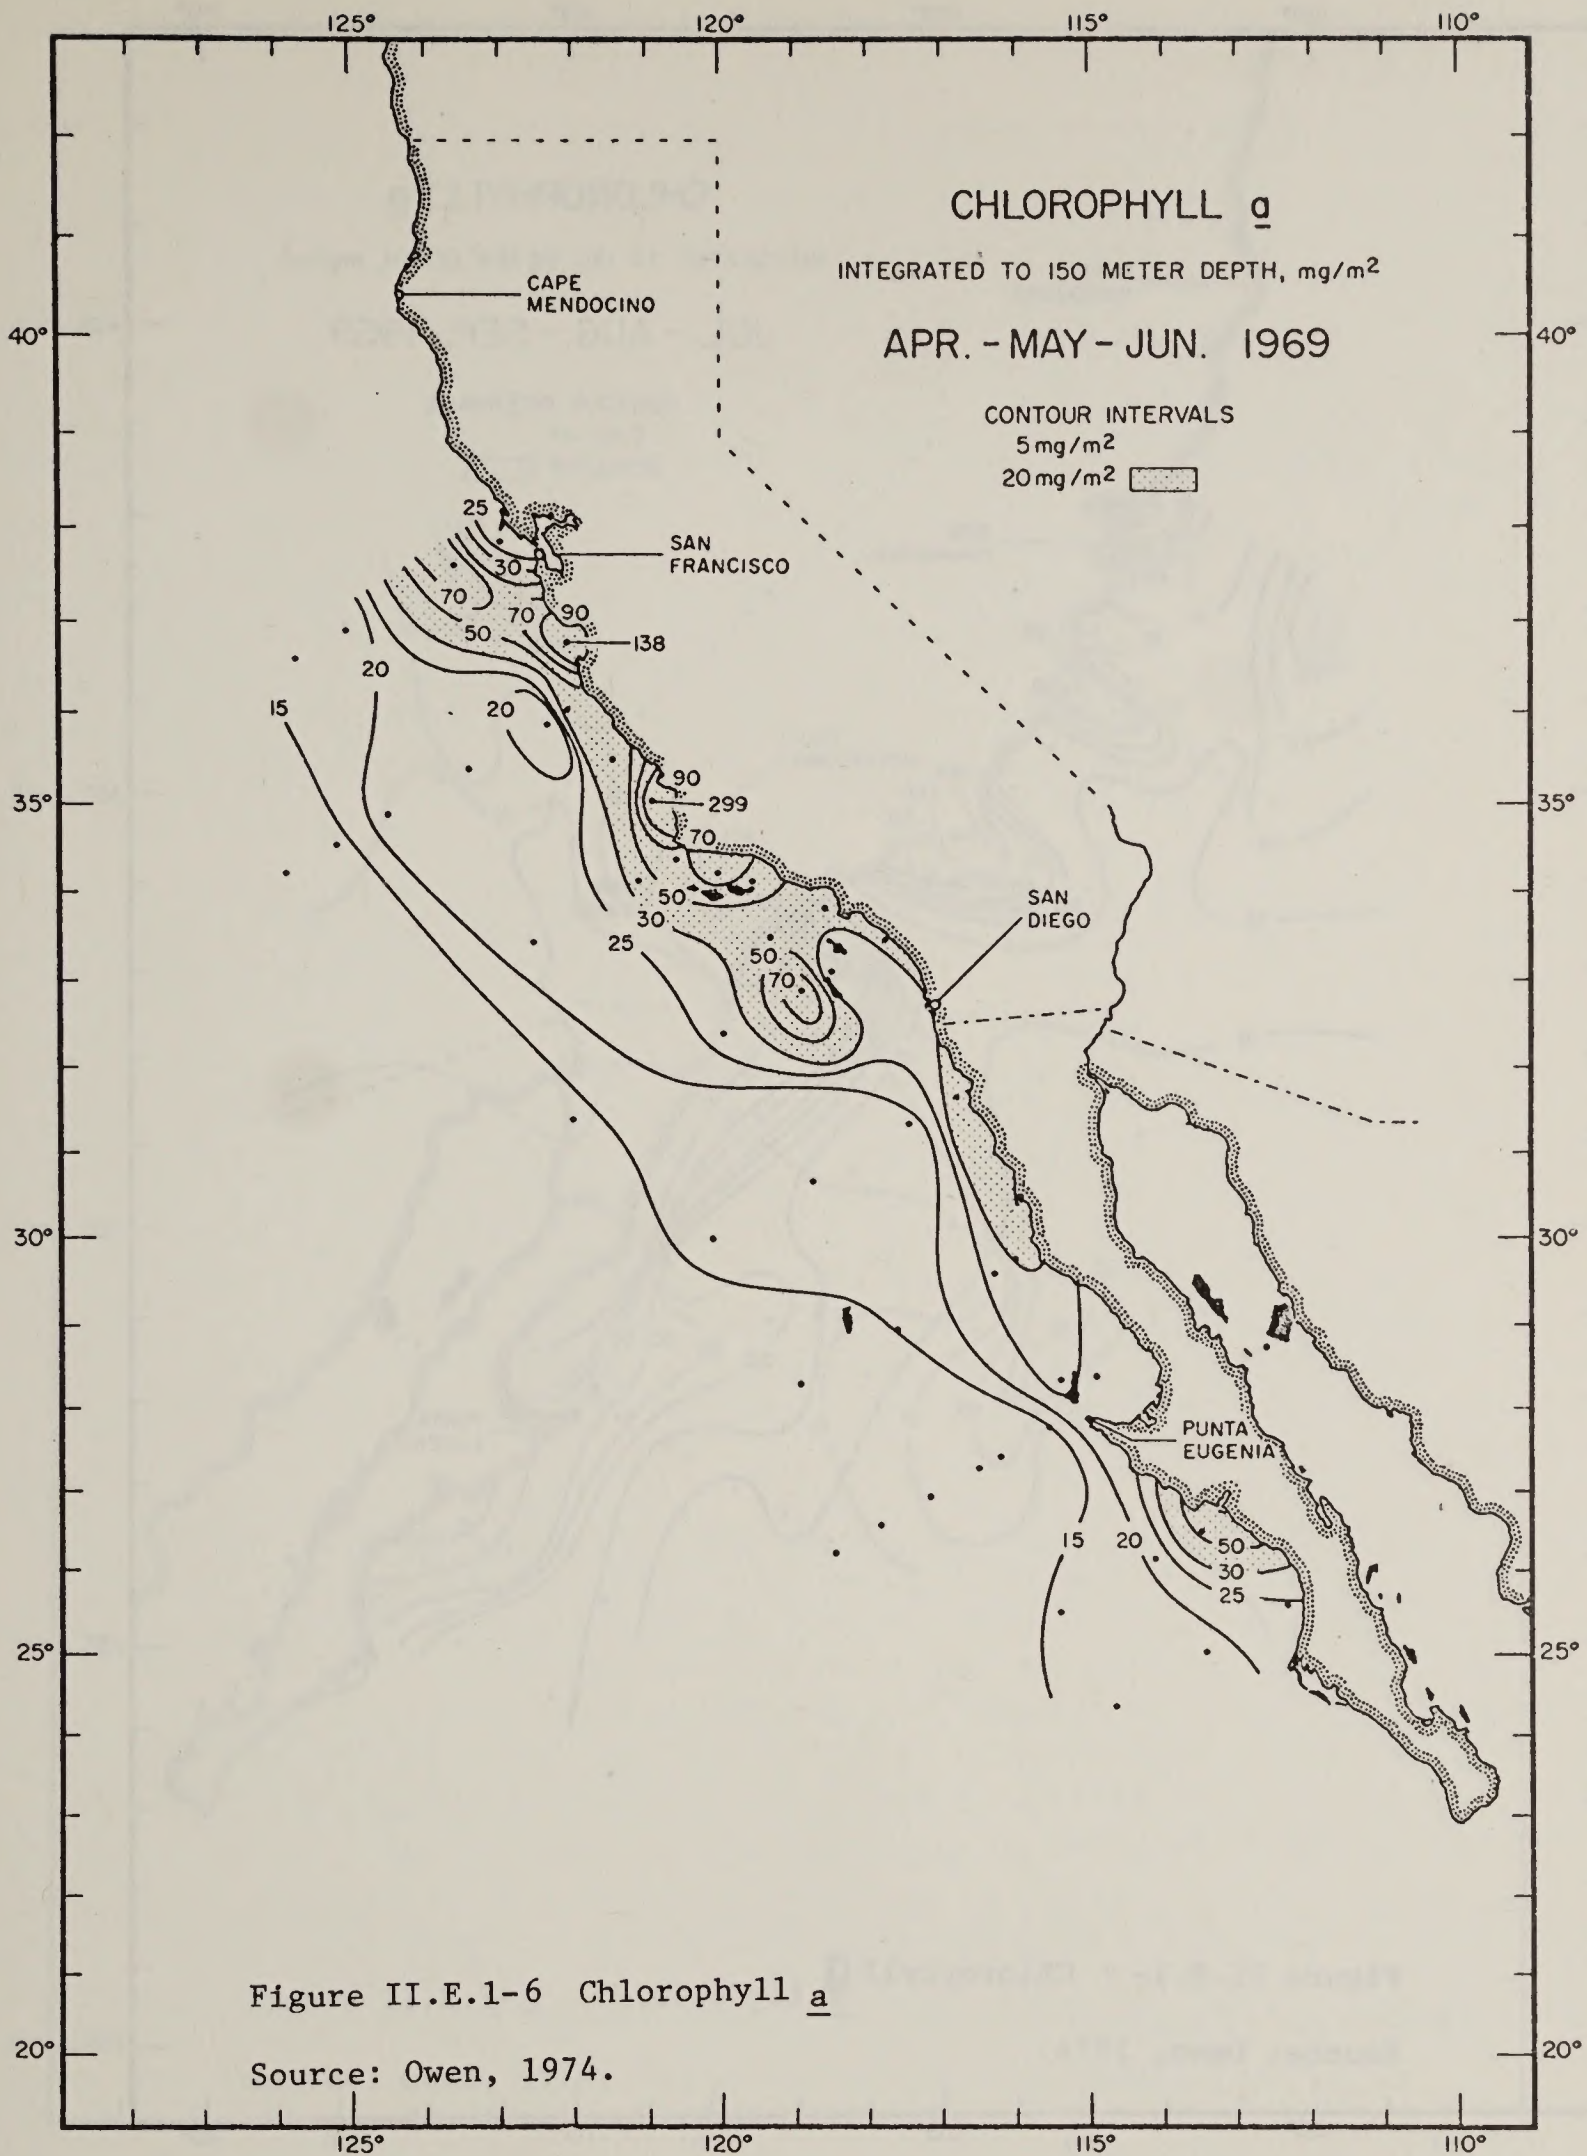 125° 120° 115° 110°
CHLOROPHYLL a
INTEGRATED TO 150 METER DEPTH, mg/m²
APR. - MAY - JUN. 1969
CONTOUR INTERVALS
5 mg/m²
20 mg/m²
CAPE
MENDOCINO
40° 40°
25
SAN
FRANCISCO
30
70
70 90
50
138
20
15
20
90
35° 299 35°
70
50
30
25
SAN
DIEGO
50
70
30° 30°
PUNTA
EUGENIA
15 20
50
30
25
25° 25°
Figure II.E.1-6 Chlorophyll a
20° 20°
Source: Owen, 1974.
125° 120° 115° 110°